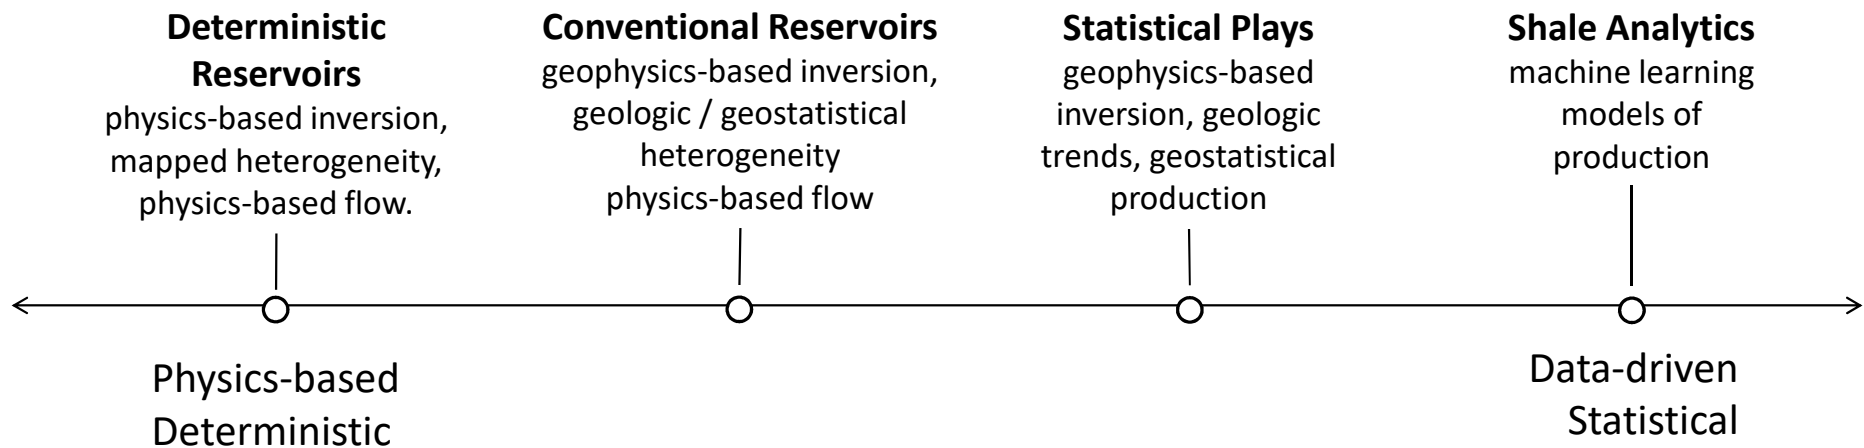 Deterministic
Reservoirs
physics-based inversion,
mapped heterogeneity,
physics-based flow.
Conventional Reservoirs
geophysics-based inversion,
geologic / geostatistical
heterogeneity
physics-based flow
Statistical Plays
geophysics-based
inversion, geologic
trends, geostatistical
production
Shale Analytics
machine learning
models of
production
Physics-based
Deterministic
Data-driven
Statistical